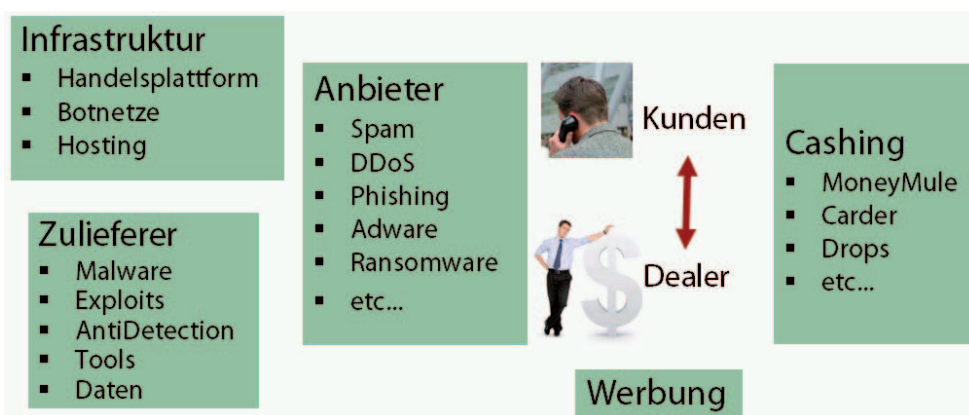 Infrastruktur
▪ Handelsplattform
▪ Botnetze
▪ Hosting
Zulieferer
▪ Malware
▪ Exploits
▪ AntiDetection
▪ Tools
▪ Daten
Anbieter
▪ Spam
▪ DDoS
▪ Phishing
▪ Adware
▪ Ransomware
▪ etc...
Kunden
Dealer
Werbung
Cashing
▪ MoneyMule
▪ Carder
▪ Drops
▪ etc...